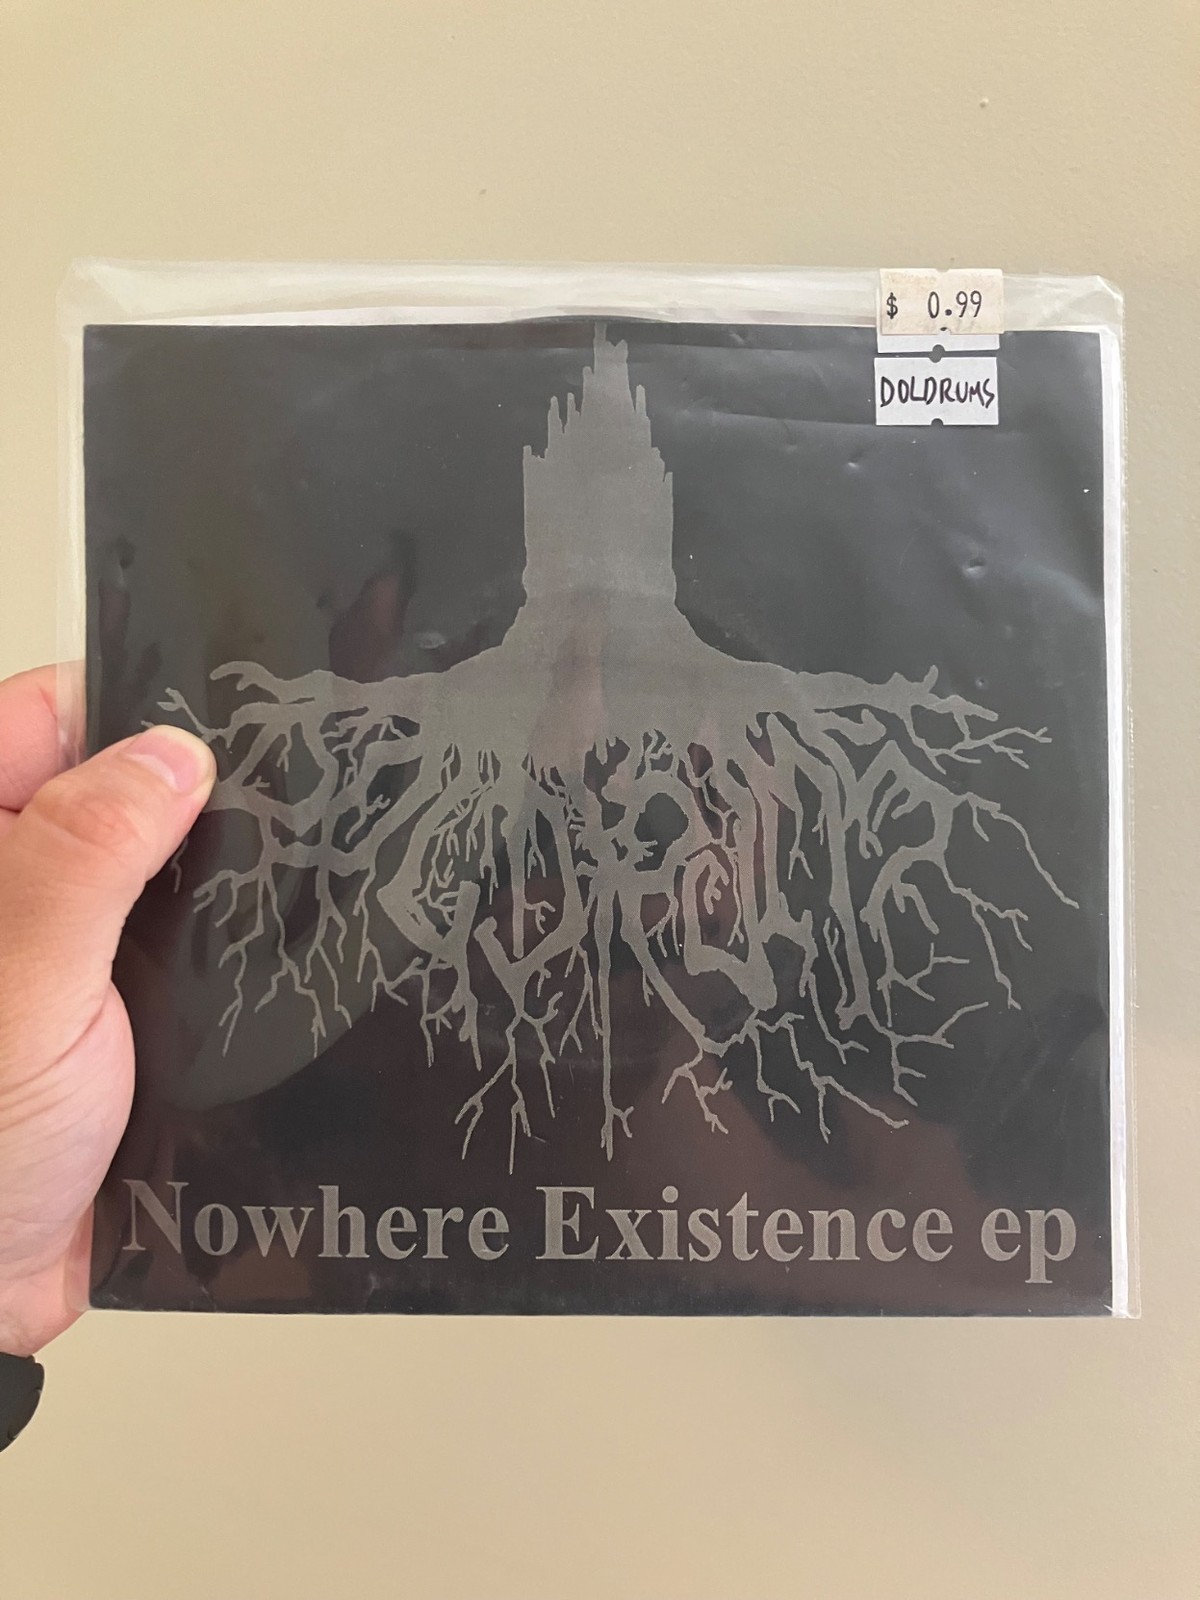 $ 0.99
DOLDRUMS
Nowhere Existence ep